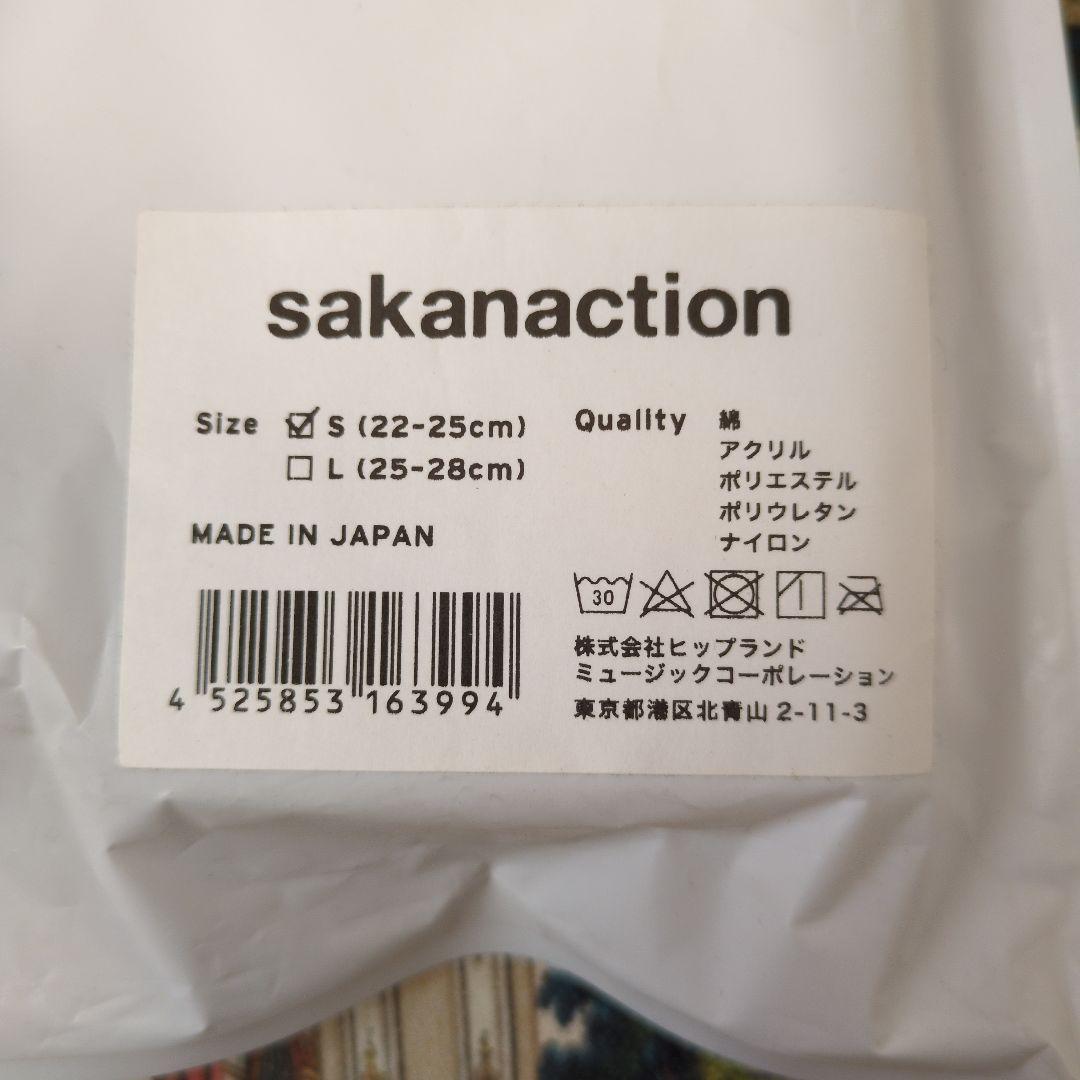 sakanaction
Size ☑ S (22-25cm)
☐ L (25-28cm)
MADE IN JAPAN
4 525853 163994
Quality 綿
アクリル
ポリエステル
ポリウレタン
ナイロン
30
株式会社ヒップランド
ミュージックコーポレーション
東京都港区北青山 2-11-3